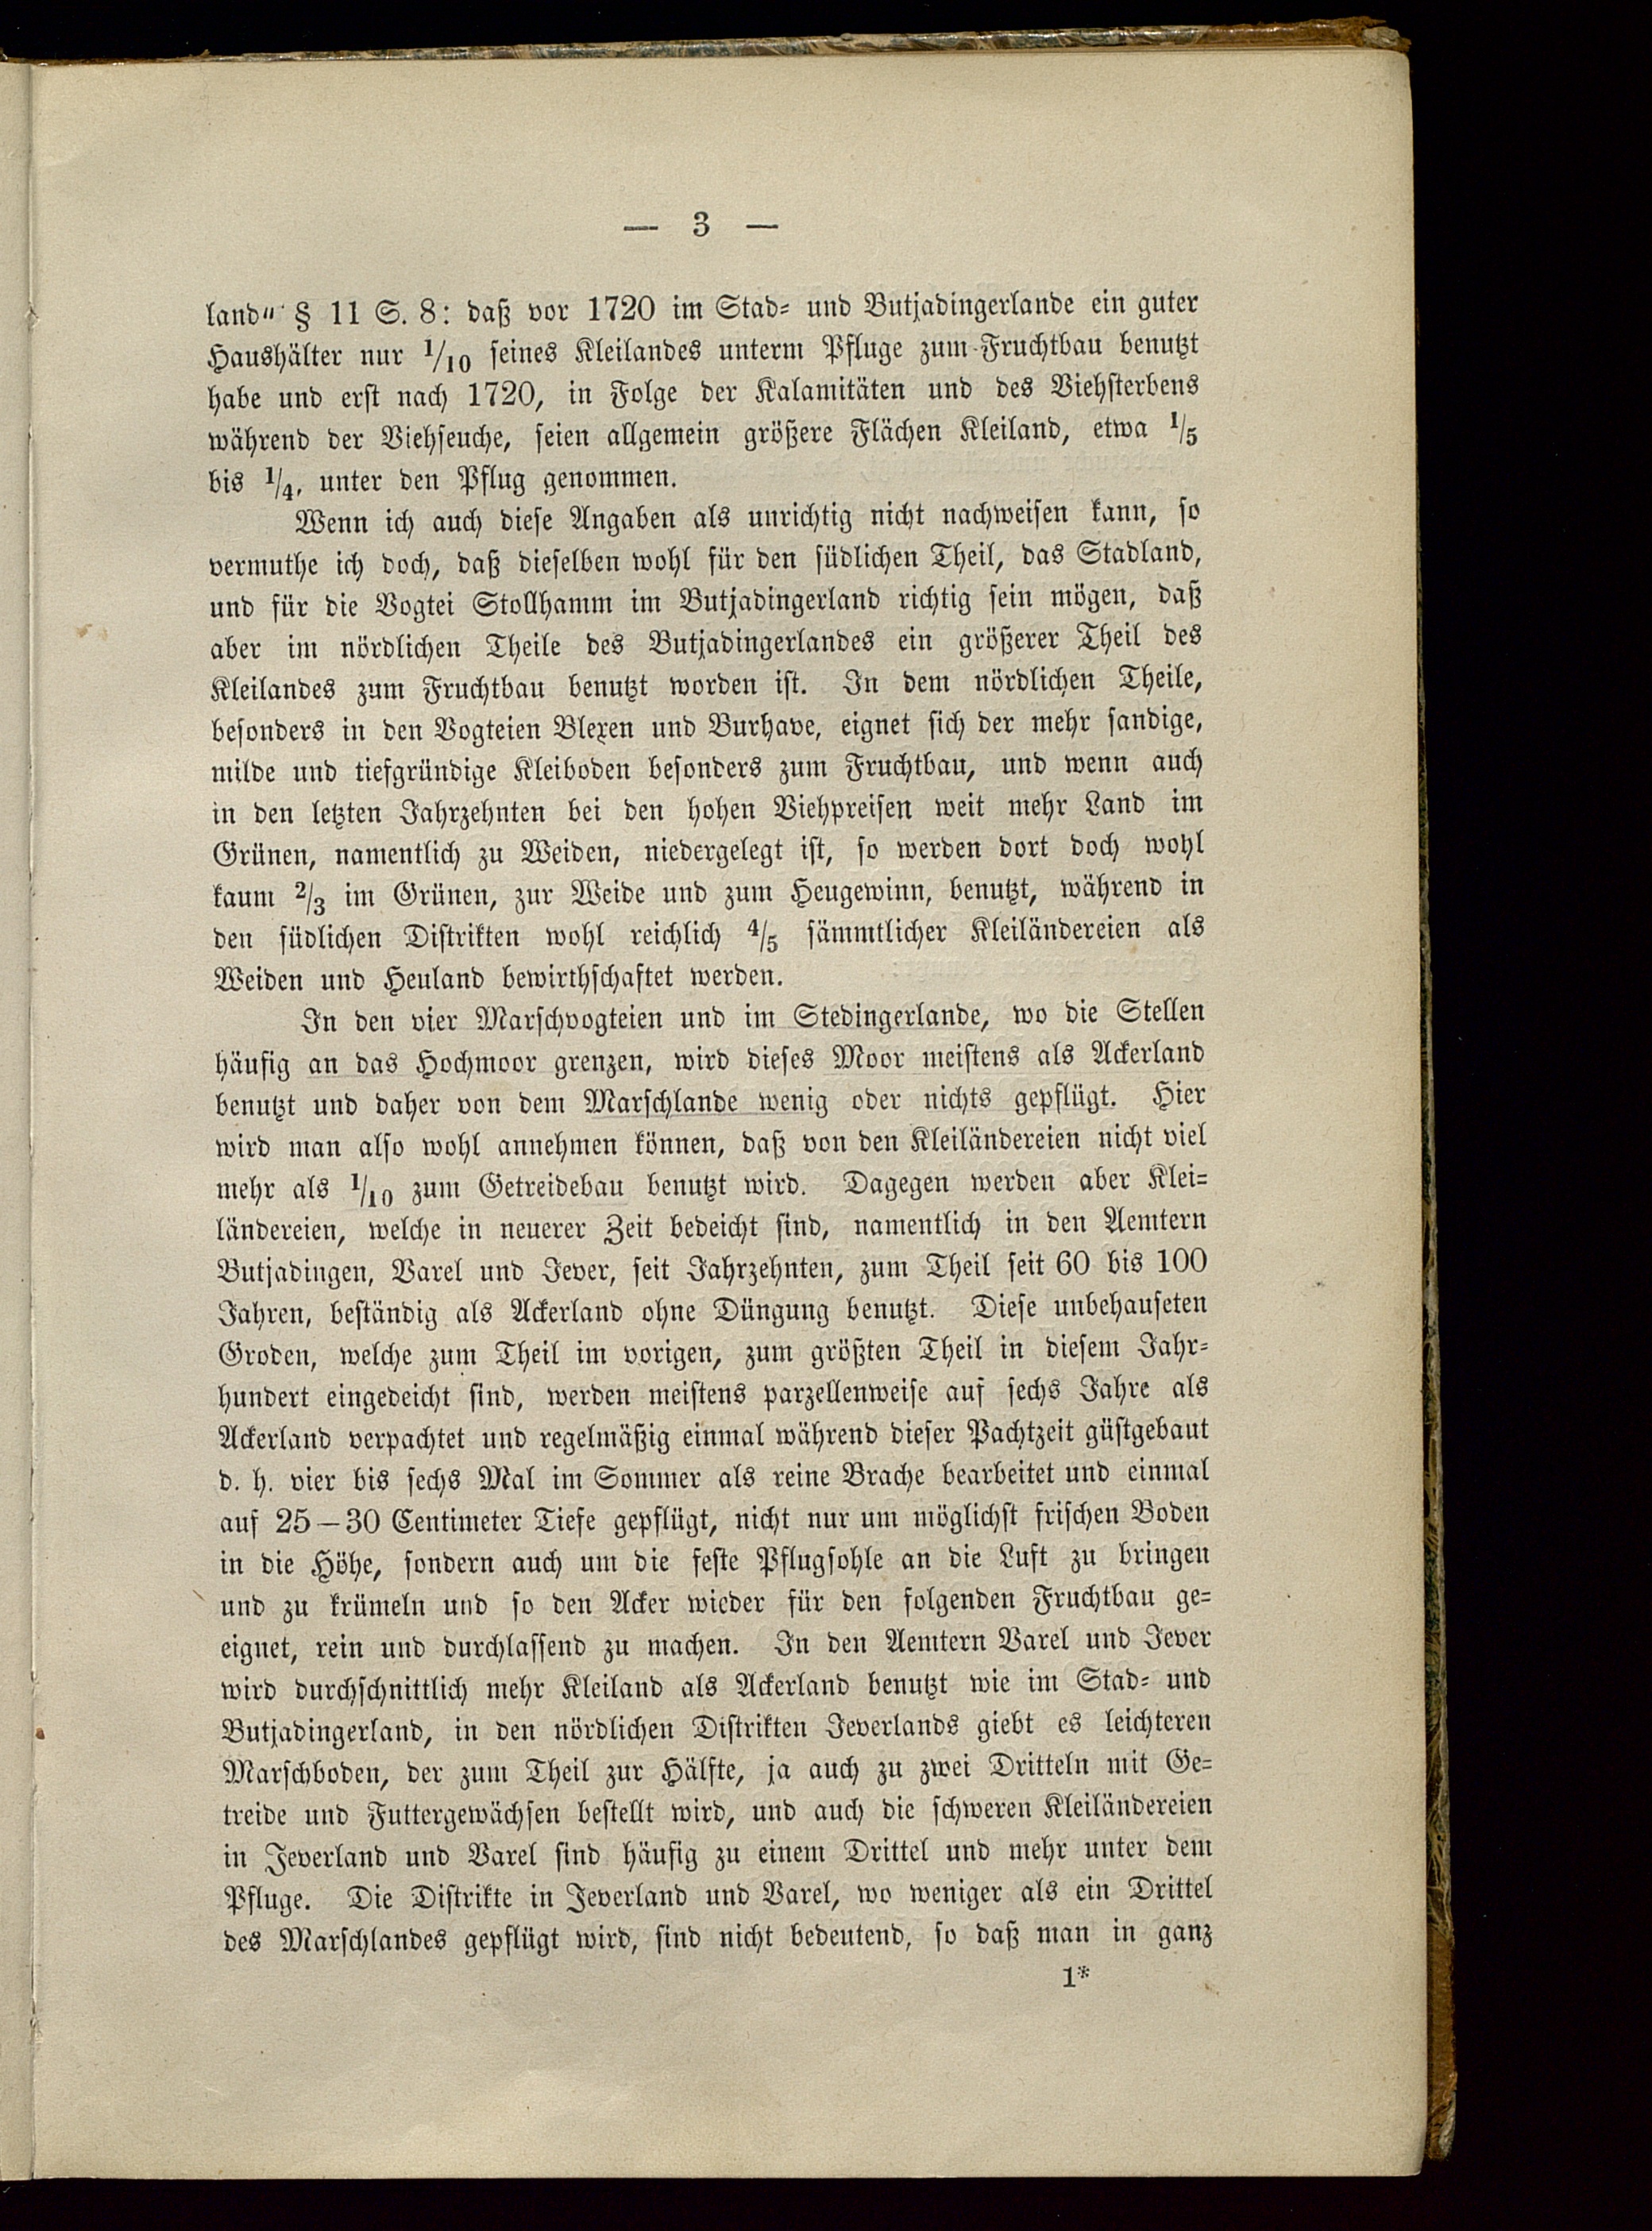 — 3 —
land" § 11 S. 8: daß vor 1720 im Stad= und Butjadingerlande ein guter
Haushälter nur 1/10 seines Kleilandes unterm Pfluge zum Fruchtbau benutzt
habe und erst nach 1720, in Folge der Kalamitäten und des Viehsterbens
während der Viehseuche, seien allgemein größere Flächen Kleiland, etwa 1/5
bis 1/4, unter den Pflug genommen.
Wenn ich auch diese Angaben als unrichtig nicht nachweisen kann, so
vermuthe ich doch, daß dieselben wohl für den südlichen Theil, das Stadland,
und für die Vogtei Stollhamm im Butjadingerland richtig sein mögen, daß
aber im nördlichen Theile des Butjadingerlandes ein größerer Theil des
Kleilandes zum Fruchtbau benutzt worden ist. In dem nördlichen Theile,
besonders in den Vogteien Blexen und Burhave, eignet sich der mehr sandige,
milde und tiefgründige Kleiboden besonders zum Fruchtbau, und wenn auch
in den letzten Jahrzehnten bei den hohen Viehpreisen weit mehr Land im
Grünen, namentlich zu Weiden, niedergelegt ist, so werden dort doch wohl
kaum 2/3 im Grünen, zur Weide und zum Heugewinn, benutzt, während in
den südlichen Distrikten wohl reichlich 4/5 sämmtlicher Kleiländereien als
Weiden und Heuland bewirthschaftet werden.
In den vier Marschvogteien und im Stedingerlande, wo die Stellen
häufig an das Hochmoor grenzen, wird dieses Moor meistens als Ackerland
benutzt und daher von dem Marschlande wenig oder nichts gepflügt. Hier
wird man also wohl annehmen können, daß von den Kleiländereien nicht viel
mehr als 1/10 zum Getreidebau benutzt wird. Dagegen werden aber Klei=
ländereien, welche in neuerer Zeit bedeicht sind, namentlich in den Aemtern
Butjadingen, Varel und Jever, seit Jahrzehnten, zum Theil seit 60 bis 100
Jahren, beständig als Ackerland ohne Düngung benutzt. Diese unbehauseten
Groden, welche zum Theil im vorigen, zum größten Theil in diesem Jahr=
hundert eingedeicht sind, werden meistens parzellenweise auf sechs Jahre als
Ackerland verpachtet und regelmäßig einmal während dieser Pachtzeit güstgebaut
d. h. vier bis sechs Mal im Sommer als reine Brache bearbeitet und einmal
auf 25–30 Centimeter Tiefe gepflügt, nicht nur um möglichst frischen Boden
in die Höhe, sondern auch um die feste Pflugsohle an die Luft zu bringen
und zu krümeln und so den Acker wieder für den folgenden Fruchtbau ge=
eignet, rein und durchlassend zu machen. In den Aemtern Varel und Jever
wird durchschnittlich mehr Kleiland als Ackerland benutzt wie im Stad= und
Butjadingerland, in den nördlichen Distrikten Jeverlands giebt es leichteren
Marschboden, der zum Theil zur Hälfte, ja auch zu zwei Dritteln mit Ge=
treide und Futtergewächsen bestellt wird, und auch die schweren Kleiländereien
in Jeverland und Varel sind häufig zu einem Drittel und mehr unter dem
Pfluge. Die Distrikte in Jeverland und Varel, wo weniger als ein Drittel
des Marschlandes gepflügt wird, sind nicht bedeutend, so daß man in ganz
1*